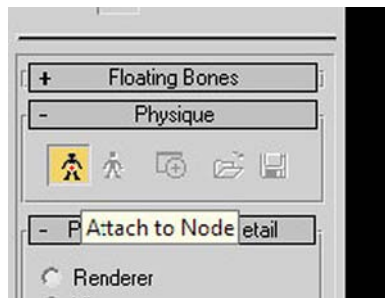 + Floating Bones
- Physique
Attach to Node
- P etail
Renderer